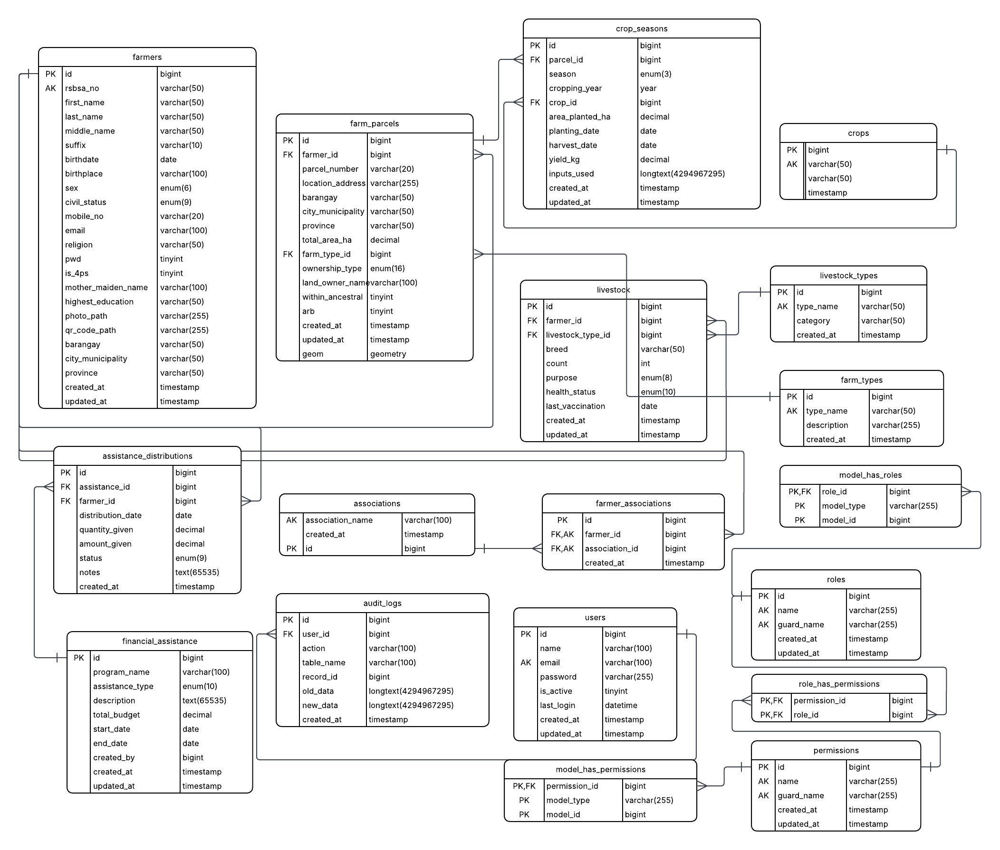 crop_seasons
PK id bigint
FK parcel_id bigint
season enum(3)
cropping_year year
FK crop_id bigint
area_planted_ha decimal
planting_date date
harvest_date date
yield_kg decimal
inputs_used longtext(4294967295)
created_at timestamp
updated_at timestamp
farmers
PK id bigint
AK rsbsa_no varchar(50)
first_name varchar(50)
last_name varchar(50)
middle_name varchar(50)
suffix varchar(10)
birthdate date
birthplace varchar(100)
sex enum(6)
civil_status enum(9)
mobile_no varchar(20)
email varchar(100)
religion varchar(50)
pwd tinyint
is_4ps tinyint
mother_maiden_name varchar(100)
highest_education varchar(50)
photo_path varchar(255)
qr_code_path varchar(255)
barangay varchar(50)
city_municipality varchar(50)
province varchar(50)
created_at timestamp
updated_at timestamp
farm_parcels
PK id bigint
FK farmer_id bigint
parcel_number varchar(20)
location_address varchar(255)
barangay varchar(50)
city_municipality varchar(50)
province varchar(50)
total_area_ha decimal
FK farm_type_id bigint
ownership_type enum(16)
land_owner_name varchar(100)
within_ancestral tinyint
arb tinyint
created_at timestamp
updated_at timestamp
geom geometry
crops
PK bigint
AK varchar(50)
varchar(50)
timestamp
livestock_types
PK id bigint
AK type_name varchar(50)
category varchar(50)
created_at timestamp
livestock
PK id bigint
FK farmer_id bigint
FK livestock_type_id bigint
breed varchar(50)
count int
purpose enum(8)
health_status enum(10)
last_vaccination date
created_at timestamp
updated_at timestamp
farm_types
PK id bigint
AK type_name varchar(50)
description varchar(255)
created_at timestamp
assistance_distributions
PK id bigint
FK assistance_id bigint
FK farmer_id bigint
distribution_date date
quantity_given decimal
amount_given decimal
status enum(9)
notes text(65535)
created_at timestamp
associations
AK association_name varchar(100)
created_at timestamp
PK id bigint
farmer_associations
PK id bigint
FK,AK farmer_id bigint
FK,AK association_id bigint
created_at timestamp
model_has_roles
PK,FK role_id bigint
PK model_type varchar(255)
PK model_id bigint
roles
PK id bigint
AK name varchar(255)
AK guard_name varchar(255)
created_at timestamp
updated_at timestamp
audit_logs
PK id bigint
FK user_id bigint
action varchar(100)
table_name varchar(100)
record_id bigint
old_data longtext(4294967295)
new_data longtext(4294967295)
created_at timestamp
users
PK id bigint
name varchar(100)
AK email varchar(100)
password varchar(255)
is_active tinyint
last_login datetime
created_at timestamp
updated_at timestamp
financial_assistance
PK id bigint
program_name varchar(100)
assistance_type enum(10)
description text(65535)
total_budget decimal
start_date date
end_date date
created_by bigint
created_at timestamp
updated_at timestamp
role_has_permissions
PK,FK permission_id bigint
PK,FK role_id bigint
model_has_permissions
PK,FK permission_id bigint
PK model_type varchar(255)
PK model_id bigint
permissions
PK id bigint
AK name varchar(255)
AK guard_name varchar(255)
created_at timestamp
updated_at timestamp